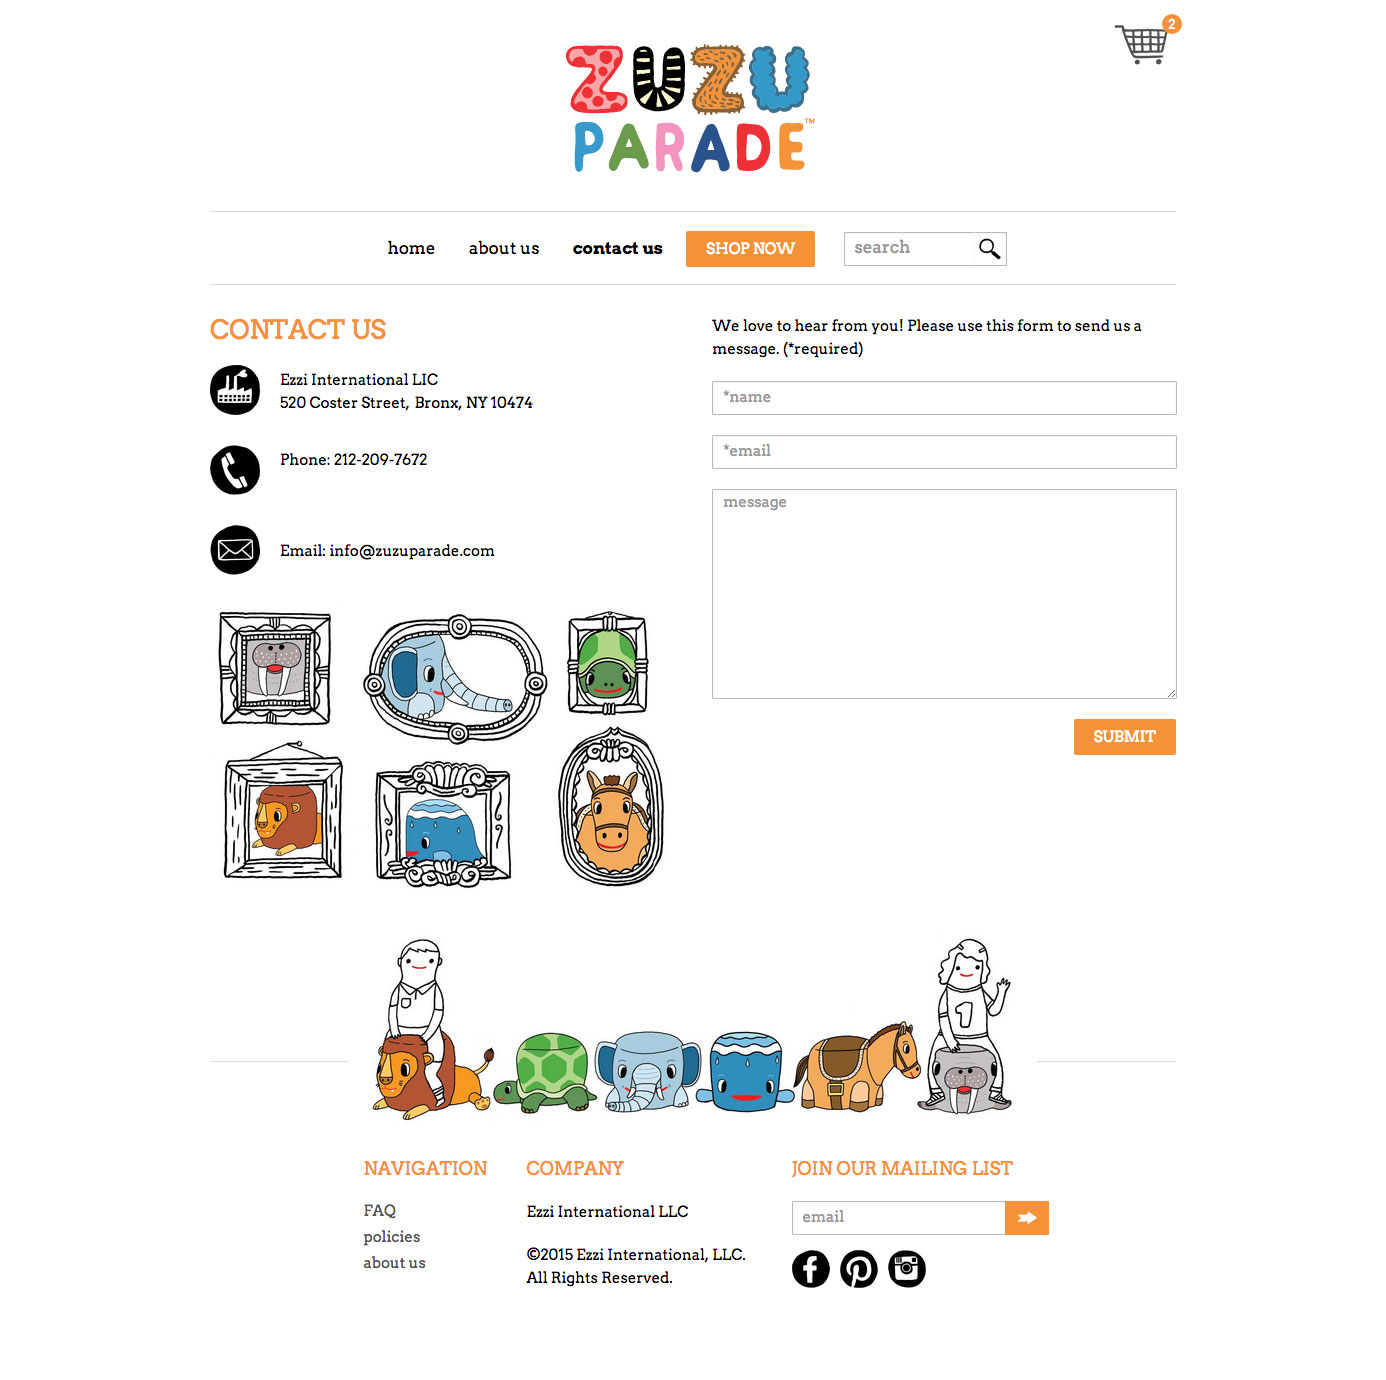 2
ZUZU
PARADE™
home about us contact us SHOP NOW search
CONTACT US
Ezzi International LIC
520 Coster Street, Bronx, NY 10474
Phone: 212-209-7672
Email: info@zuzuparade.com
We love to hear from you! Please use this form to send us a
message. (*required)
*name
*email
message
SUBMIT
1
NAVIGATION
FAQ
policies
about us
COMPANY
Ezzi International LLC
©2015 Ezzi International, LLC.
All Rights Reserved.
JOIN OUR MAILING LIST
email